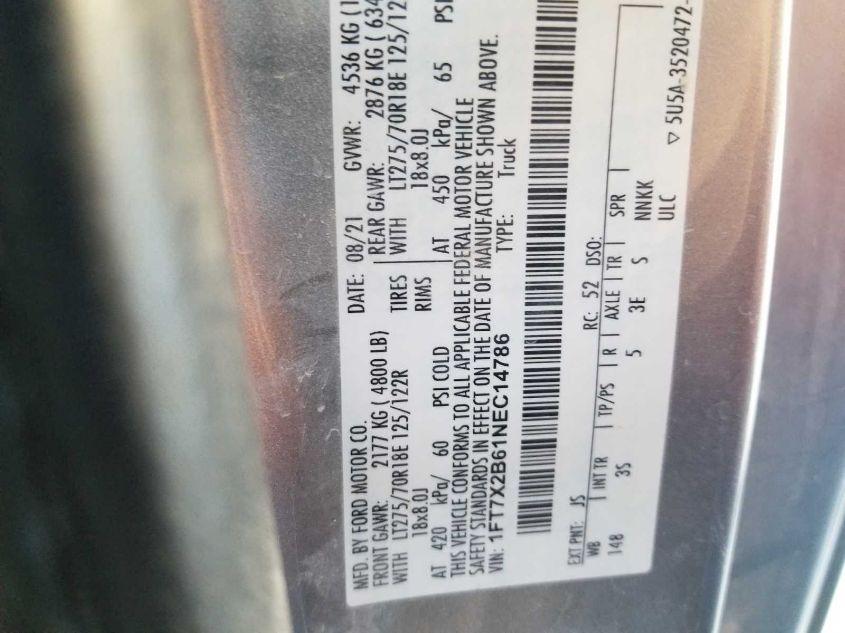 MFD. BY FORD MOTOR CO.
DATE: 08/21 GVWR: 4536 KG (1
FRONT GAWR: 2177 KG ( 4800 LB) REAR GAWR: 2876 KG ( 634
WITH LT275/70R18E 125/122R TIRES WITH LT275/70R18E 125/12
18x8.0J RIMS 18x8.0J
AT 420 kPa/ 60 PSI COLD AT 450 kPa/ 65 PSI
THIS VEHICLE CONFORMS TO ALL APPLICABLE FEDERAL MOTOR VEHICLE
SAFETY STANDARDS IN EFFECT ON THE DATE OF MANUFACTURE SHOWN ABOVE.
VIN: 1FT7X2B61NEC14786 TYPE: Truck
EXT PNT: JS RC: 52 DSO:
WB INT TR TP/PS R AXLE TR SPR
148 3S 5 3E S NNKK
ULC
▽ 5U5A-3520472-